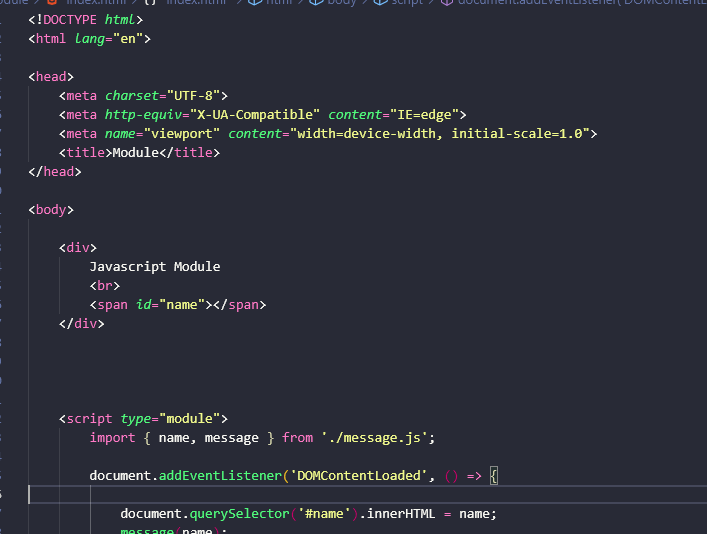 index.html index.html html body script document.addEventListener('DOMContentL
<!DOCTYPE html>
<html lang="en">
<head>
<meta charset="UTF-8">
<meta http-equiv="X-UA-Compatible" content="IE=edge">
<meta name="viewport" content="width=device-width, initial-scale=1.0">
<title>Module</title>
</head>
<body>
<div>
Javascript Module
<br>
<span id="name"></span>
</div>
<script type="module">
import { name, message } from './message.js';
document.addEventListener('DOMContentLoaded', () => {
document.querySelector('#name').innerHTML = name;
message(name);